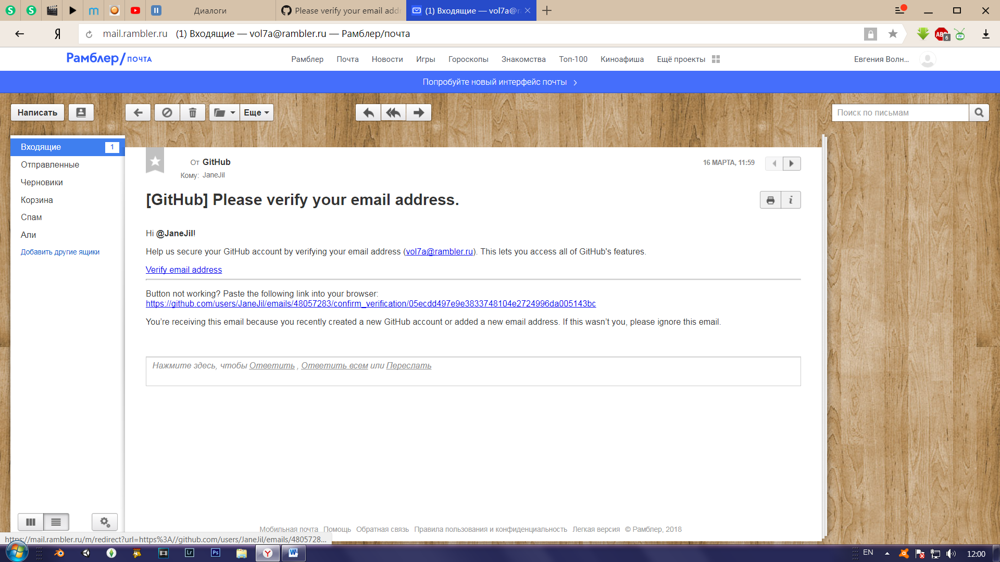 Диалоги
Please verify your email addr
(1) Входящие — vol7a@r
Я
mail.rambler.ru (1) Входящие — vol7a@rambler.ru — Рамблер/почта
ABP
6
Рамблер/почта
Рамблер Почта Новости Игры Гороскопы Знакомства Топ-100 Киноафиша Ещё проекты
Евгения Волн...
Попробуйте новый интерфейс почты
Написать
Еще
Поиск по письмам
Входящие 1
Отправленные
Черновики
Корзина
Спам
Али
Добавить другие ящики
От GitHub
Кому: JaneJil
16 МАРТА, 11:59
[GitHub] Please verify your email address.
Hi @JaneJil!
Help us secure your GitHub account by verifying your email address (vol7a@rambler.ru). This lets you access all of GitHub's features.
Verify email address
Button not working? Paste the following link into your browser:
https://github.com/users/JaneJil/emails/48057283/confirm_verification/05ecdd497e9e3833748104e2724996da005143bc
You’re receiving this email because you recently created a new GitHub account or added a new email address. If this wasn’t you, please ignore this email.
Нажмите здесь, чтобы Ответить , Ответить всем или Переслать
Мобильная почта Помощь Обратная связь Правила пользования и конфиденциальность Легкая версия © Рамблер, 2018
https://mail.rambler.ru/m/redirect?url=https%3A//github.com/users/JaneJil/emails/4805728...
Lr
Ps
Y
W
EN
12:00